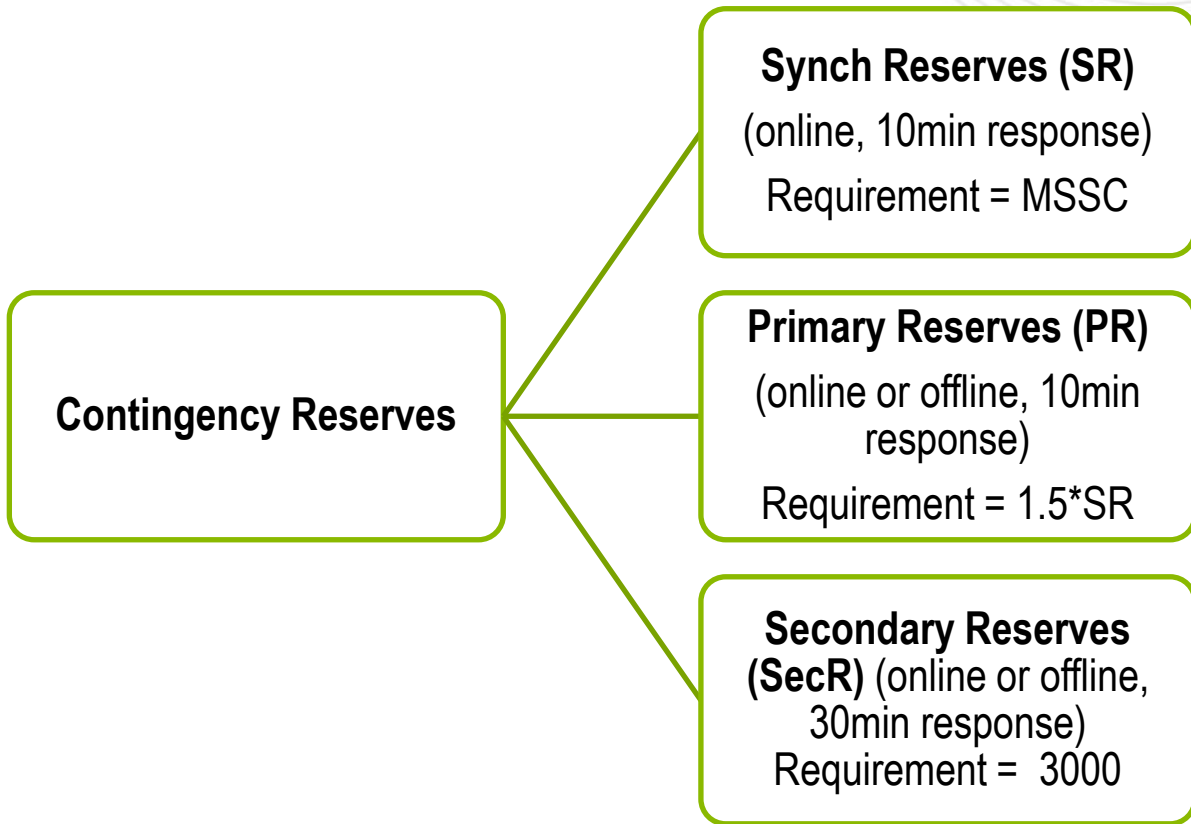 Contingency Reserves
Synch Reserves (SR)
(online, 10min response)
Requirement = MSSC
Primary Reserves (PR)
(online or offline, 10min
response)
Requirement = 1.5*SR
Secondary Reserves
(SecR) (online or offline,
30min response)
Requirement =  3000